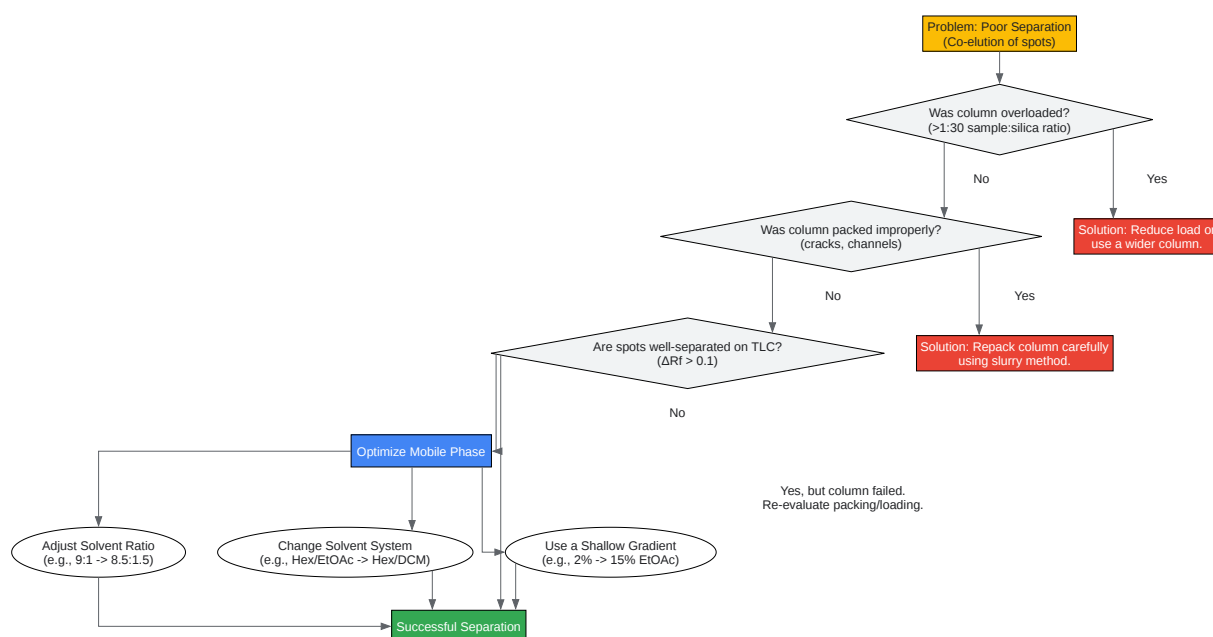 Problem: Poor Separation
(Co-elution of spots)
Was column overloaded?
(>1:30 sample:silica ratio)
No
Yes
Was column packed improperly?
(cracks, channels)
Solution: Reduce load or
use a wider column.
No
Yes
Are spots well-separated on TLC?
(ΔRf > 0.1)
Solution: Repack column carefully
using slurry method.
No
Optimize Mobile Phase
Yes, but column failed.
Re-evaluate packing/loading.
Adjust Solvent Ratio
(e.g., 9:1 -> 8.5:1.5)
Change Solvent System
(e.g., Hex/EtOAc -> Hex/DCM)
Use a Shallow Gradient
(e.g., 2% -> 15% EtOAc)
Successful Separation